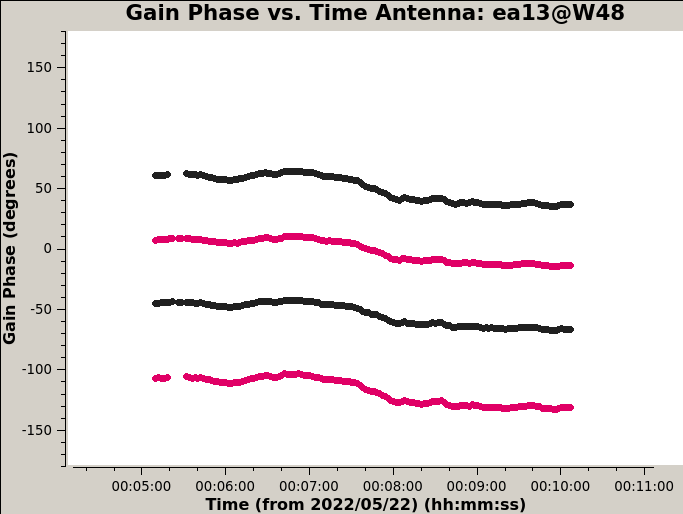 Gain Phase vs. Time Antenna: ea13@W48
Gain Phase (degrees)
150
100
50
0
-50
-100
-150
00:05:00 00:06:00 00:07:00 00:08:00 00:09:00 00:10:00 00:11:00
Time (from 2022/05/22) (hh:mm:ss)